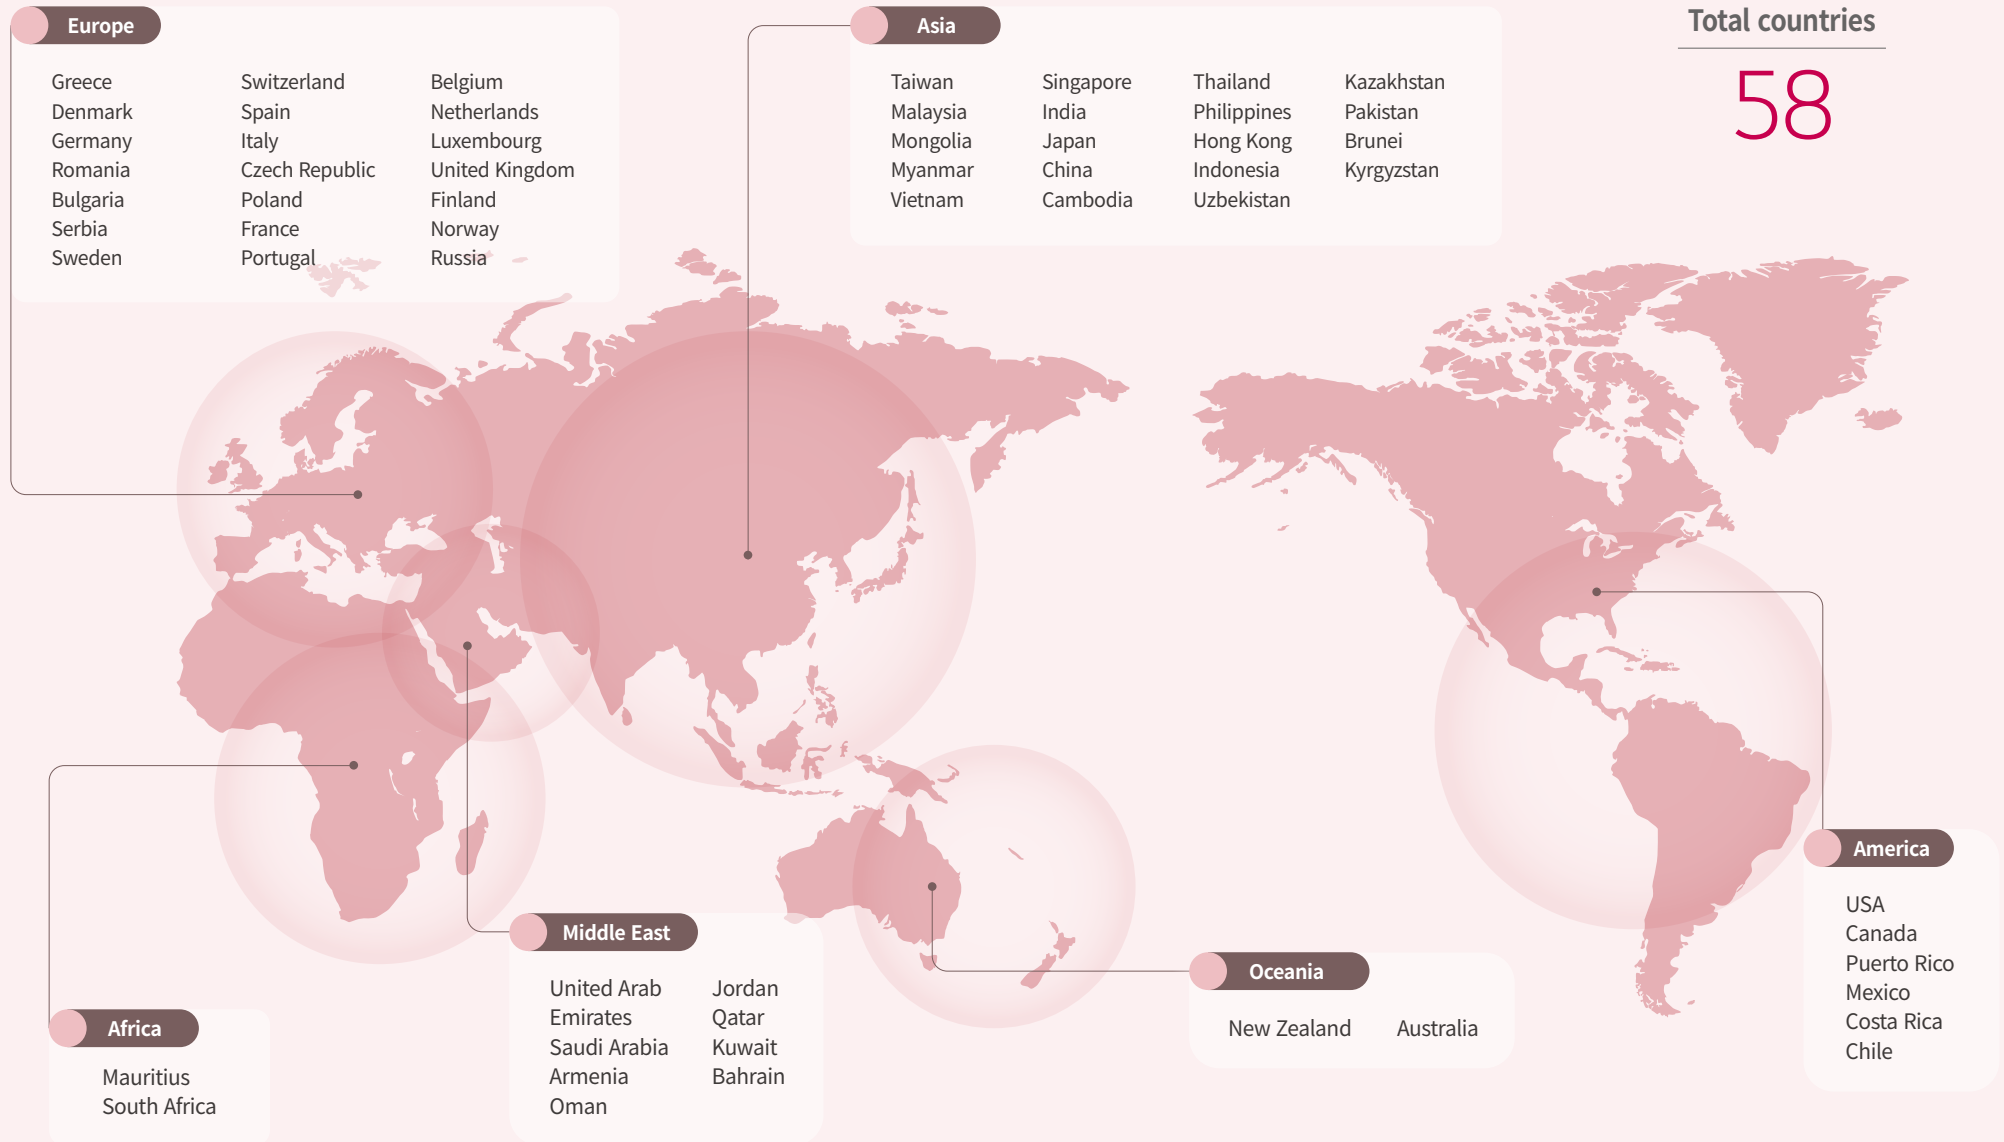 Europe
Greece
Denmark
Germany
Romania
Bulgaria
Serbia
Sweden
Switzerland
Spain
Italy
Czech Republic
Poland
France
Portugal
Belgium
Netherlands
Luxembourg
United Kingdom
Finland
Norway
Russia
Asia
Taiwan
Malaysia
Mongolia
Myanmar
Vietnam
Singapore
India
Japan
China
Cambodia
Thailand
Philippines
Hong Kong
Indonesia
Uzbekistan
Kazakhstan
Pakistan
Brunei
Kyrgyzstan
Total countries
58
Africa
Mauritius
South Africa
Middle East
United Arab
Emirates
Saudi Arabia
Armenia
Oman
Jordan
Qatar
Kuwait
Bahrain
Oceania
New Zealand
Australia
America
USA
Canada
Puerto Rico
Mexico
Costa Rica
Chile